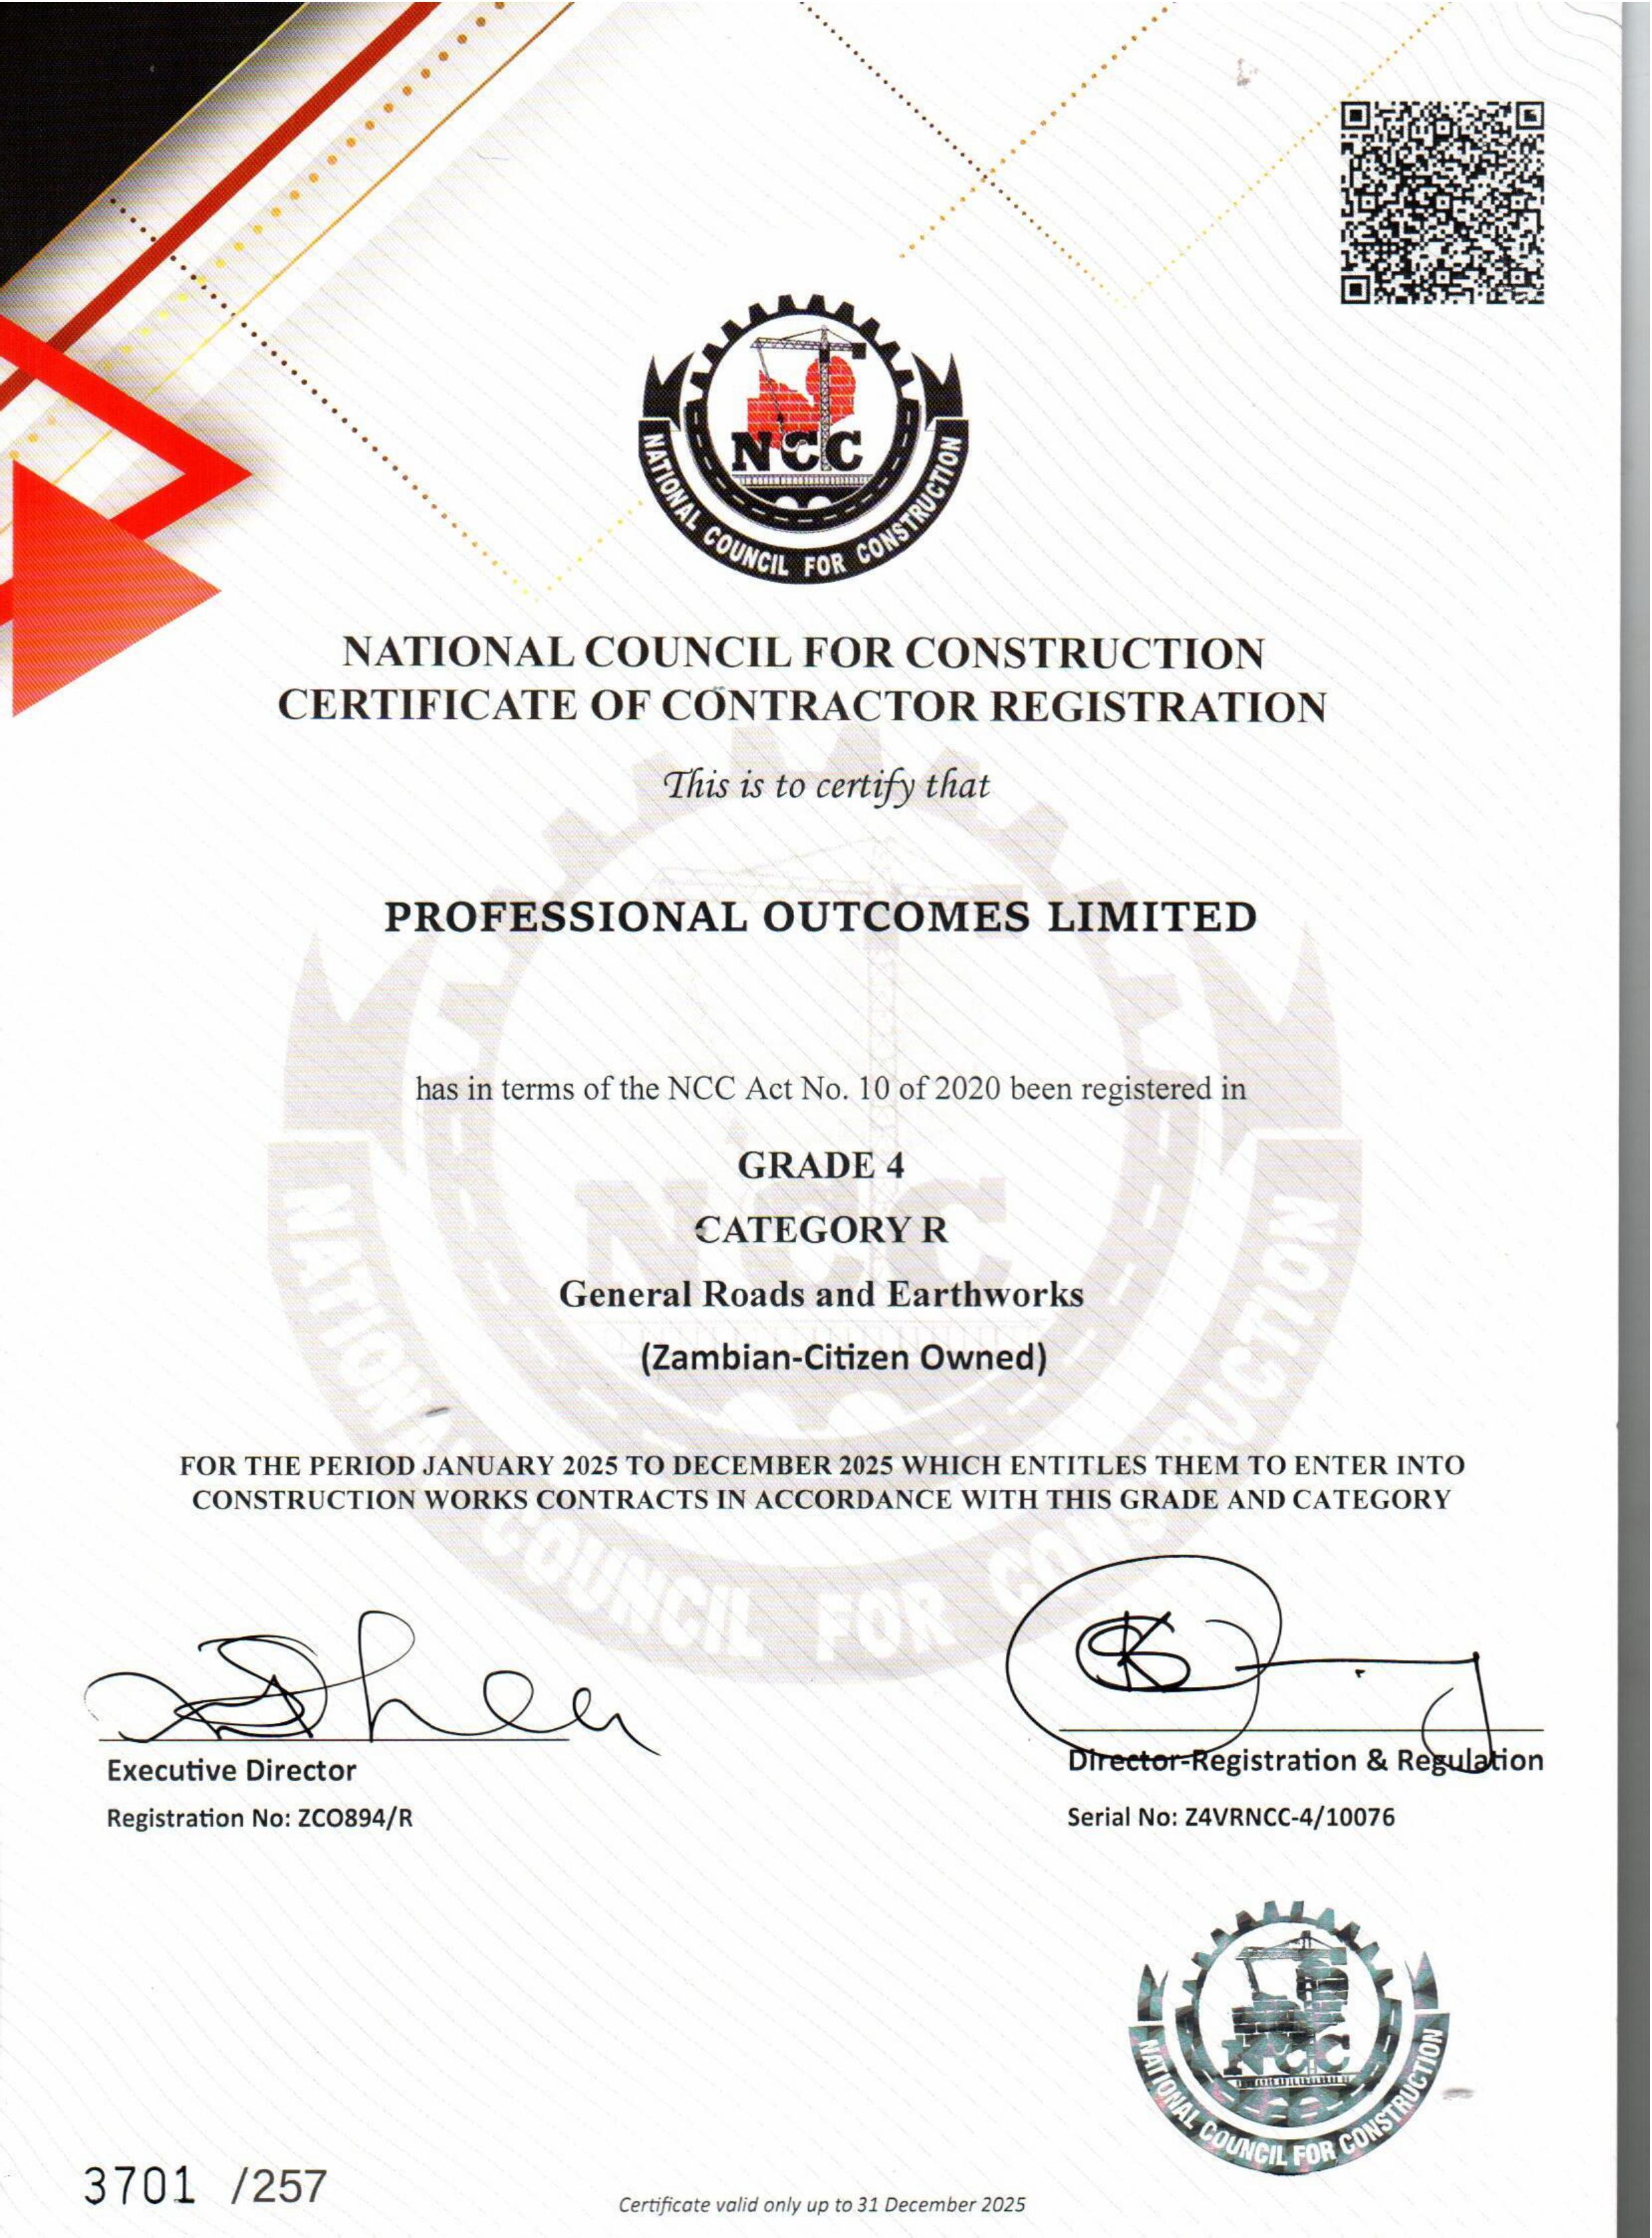 NCC
NATIONAL COUNCIL FOR CONSTRUCTION
NATIONAL COUNCIL FOR CONSTRUCTION
CERTIFICATE OF CONTRACTOR REGISTRATION
This is to certify that
PROFESSIONAL OUTCOMES LIMITED
has in terms of the NCC Act No. 10 of 2020 been registered in
GRADE 4
CATEGORY R
General Roads and Earthworks
(Zambian-Citizen Owned)
NCC
NATIONAL COUNCIL FOR CONSTRUCTION
FOR THE PERIOD JANUARY 2025 TO DECEMBER 2025 WHICH ENTITLES THEM TO ENTER INTO
CONSTRUCTION WORKS CONTRACTS IN ACCORDANCE WITH THIS GRADE AND CATEGORY
Executive Director
Director-Registration & Regulation
Registration No: ZCO894/R
Serial No: Z4VRNCC-4/10076
NCC
NATIONAL COUNCIL FOR CONSTRUCTION
3701 /257
Certificate valid only up to 31 December 2025